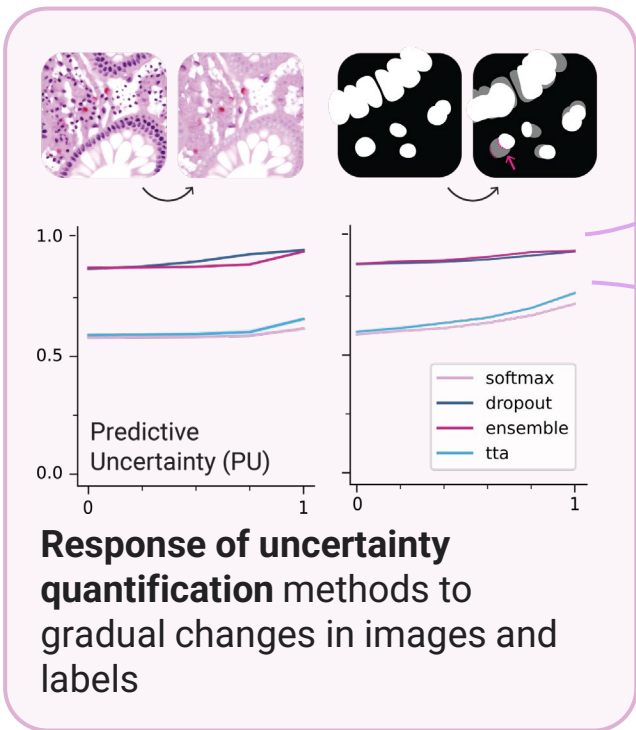 1.0
0.5
0.0
Predictive
Uncertainty (PU)
0
1
softmax
dropout
ensemble
tta
0
1
Response of uncertainty
quantification methods to
gradual changes in images and
labels